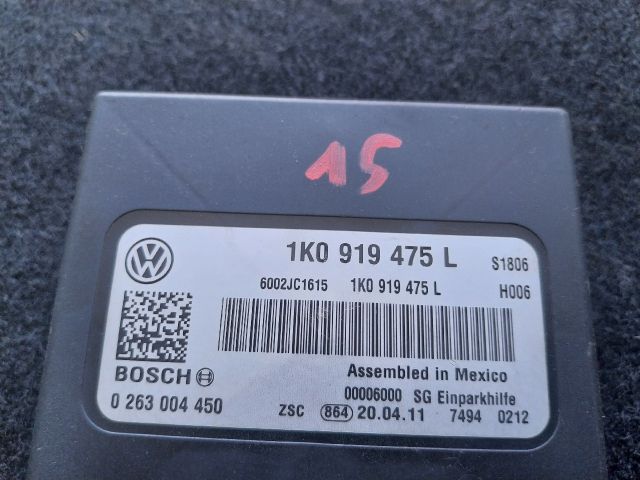 15
1K0 919 475 L S1806
6002JC1615 1K0 919 475 L H006
BOSCH Assembled in Mexico
00006000 SG Einparkhilfe
0 263 004 450 ZSC 864 20.04.11 7494 0212